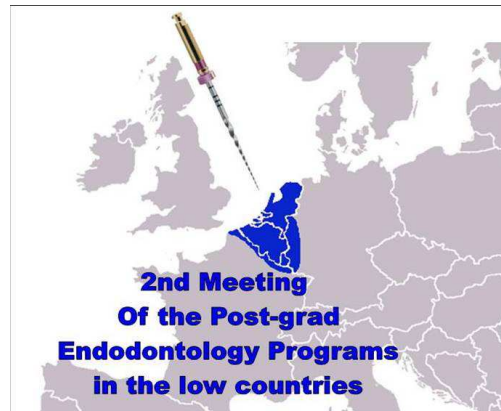 2nd Meeting
Of the Post-grad
Endodontology Programs
in the low countries